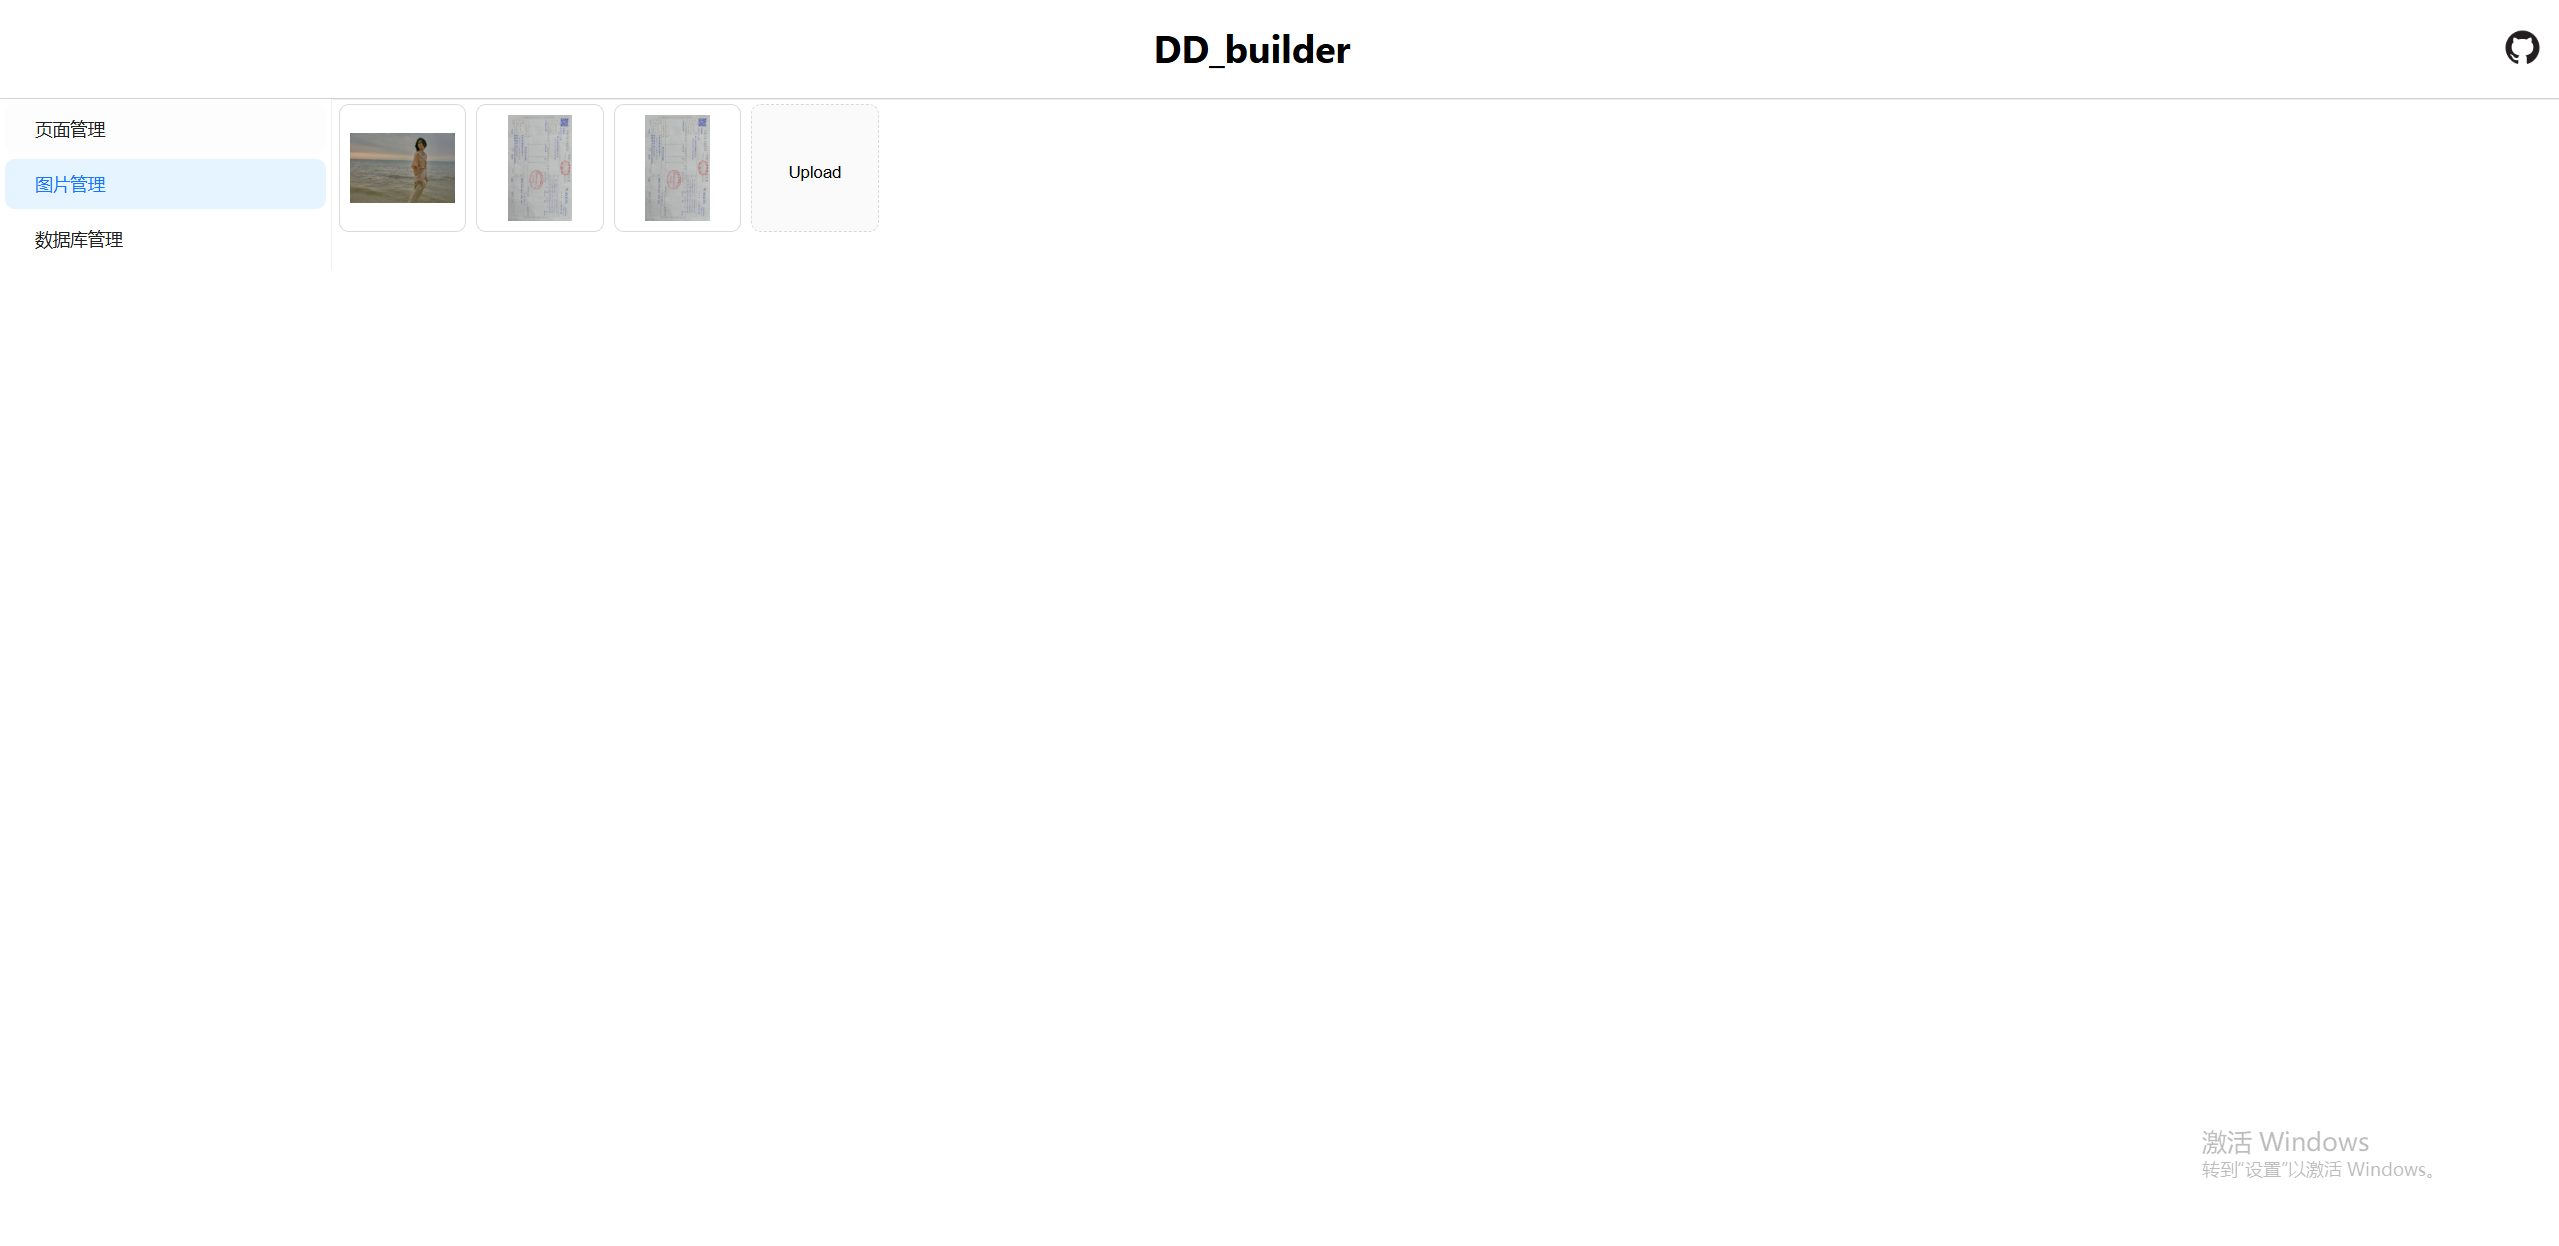 DD_builder
页面管理
图片管理
数据库管理
Upload
激活 Windows
转到“设置”以激活 Windows。